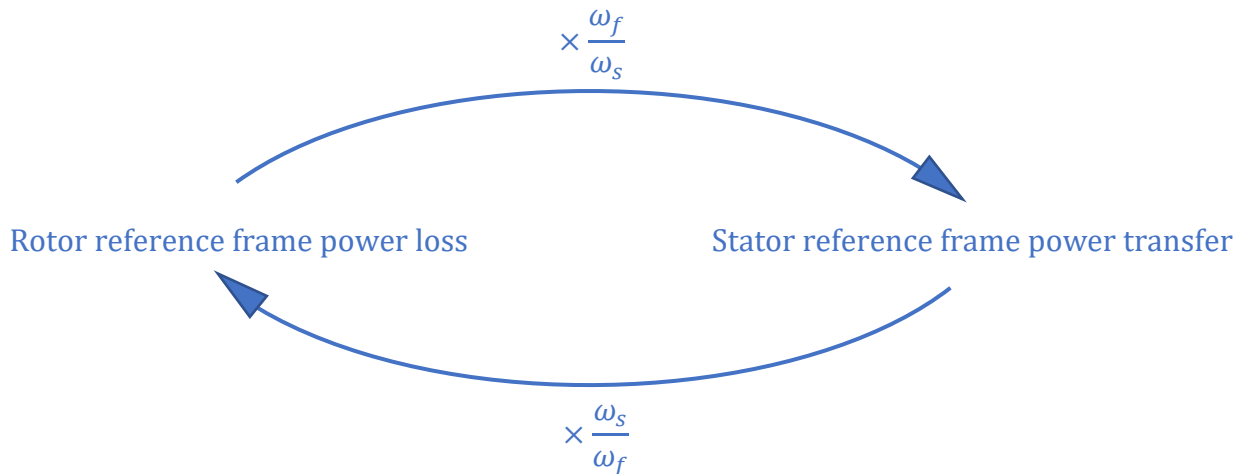 × ω_f/ω_s
Rotor reference frame power loss
Stator reference frame power transfer
× ω_s/ω_f